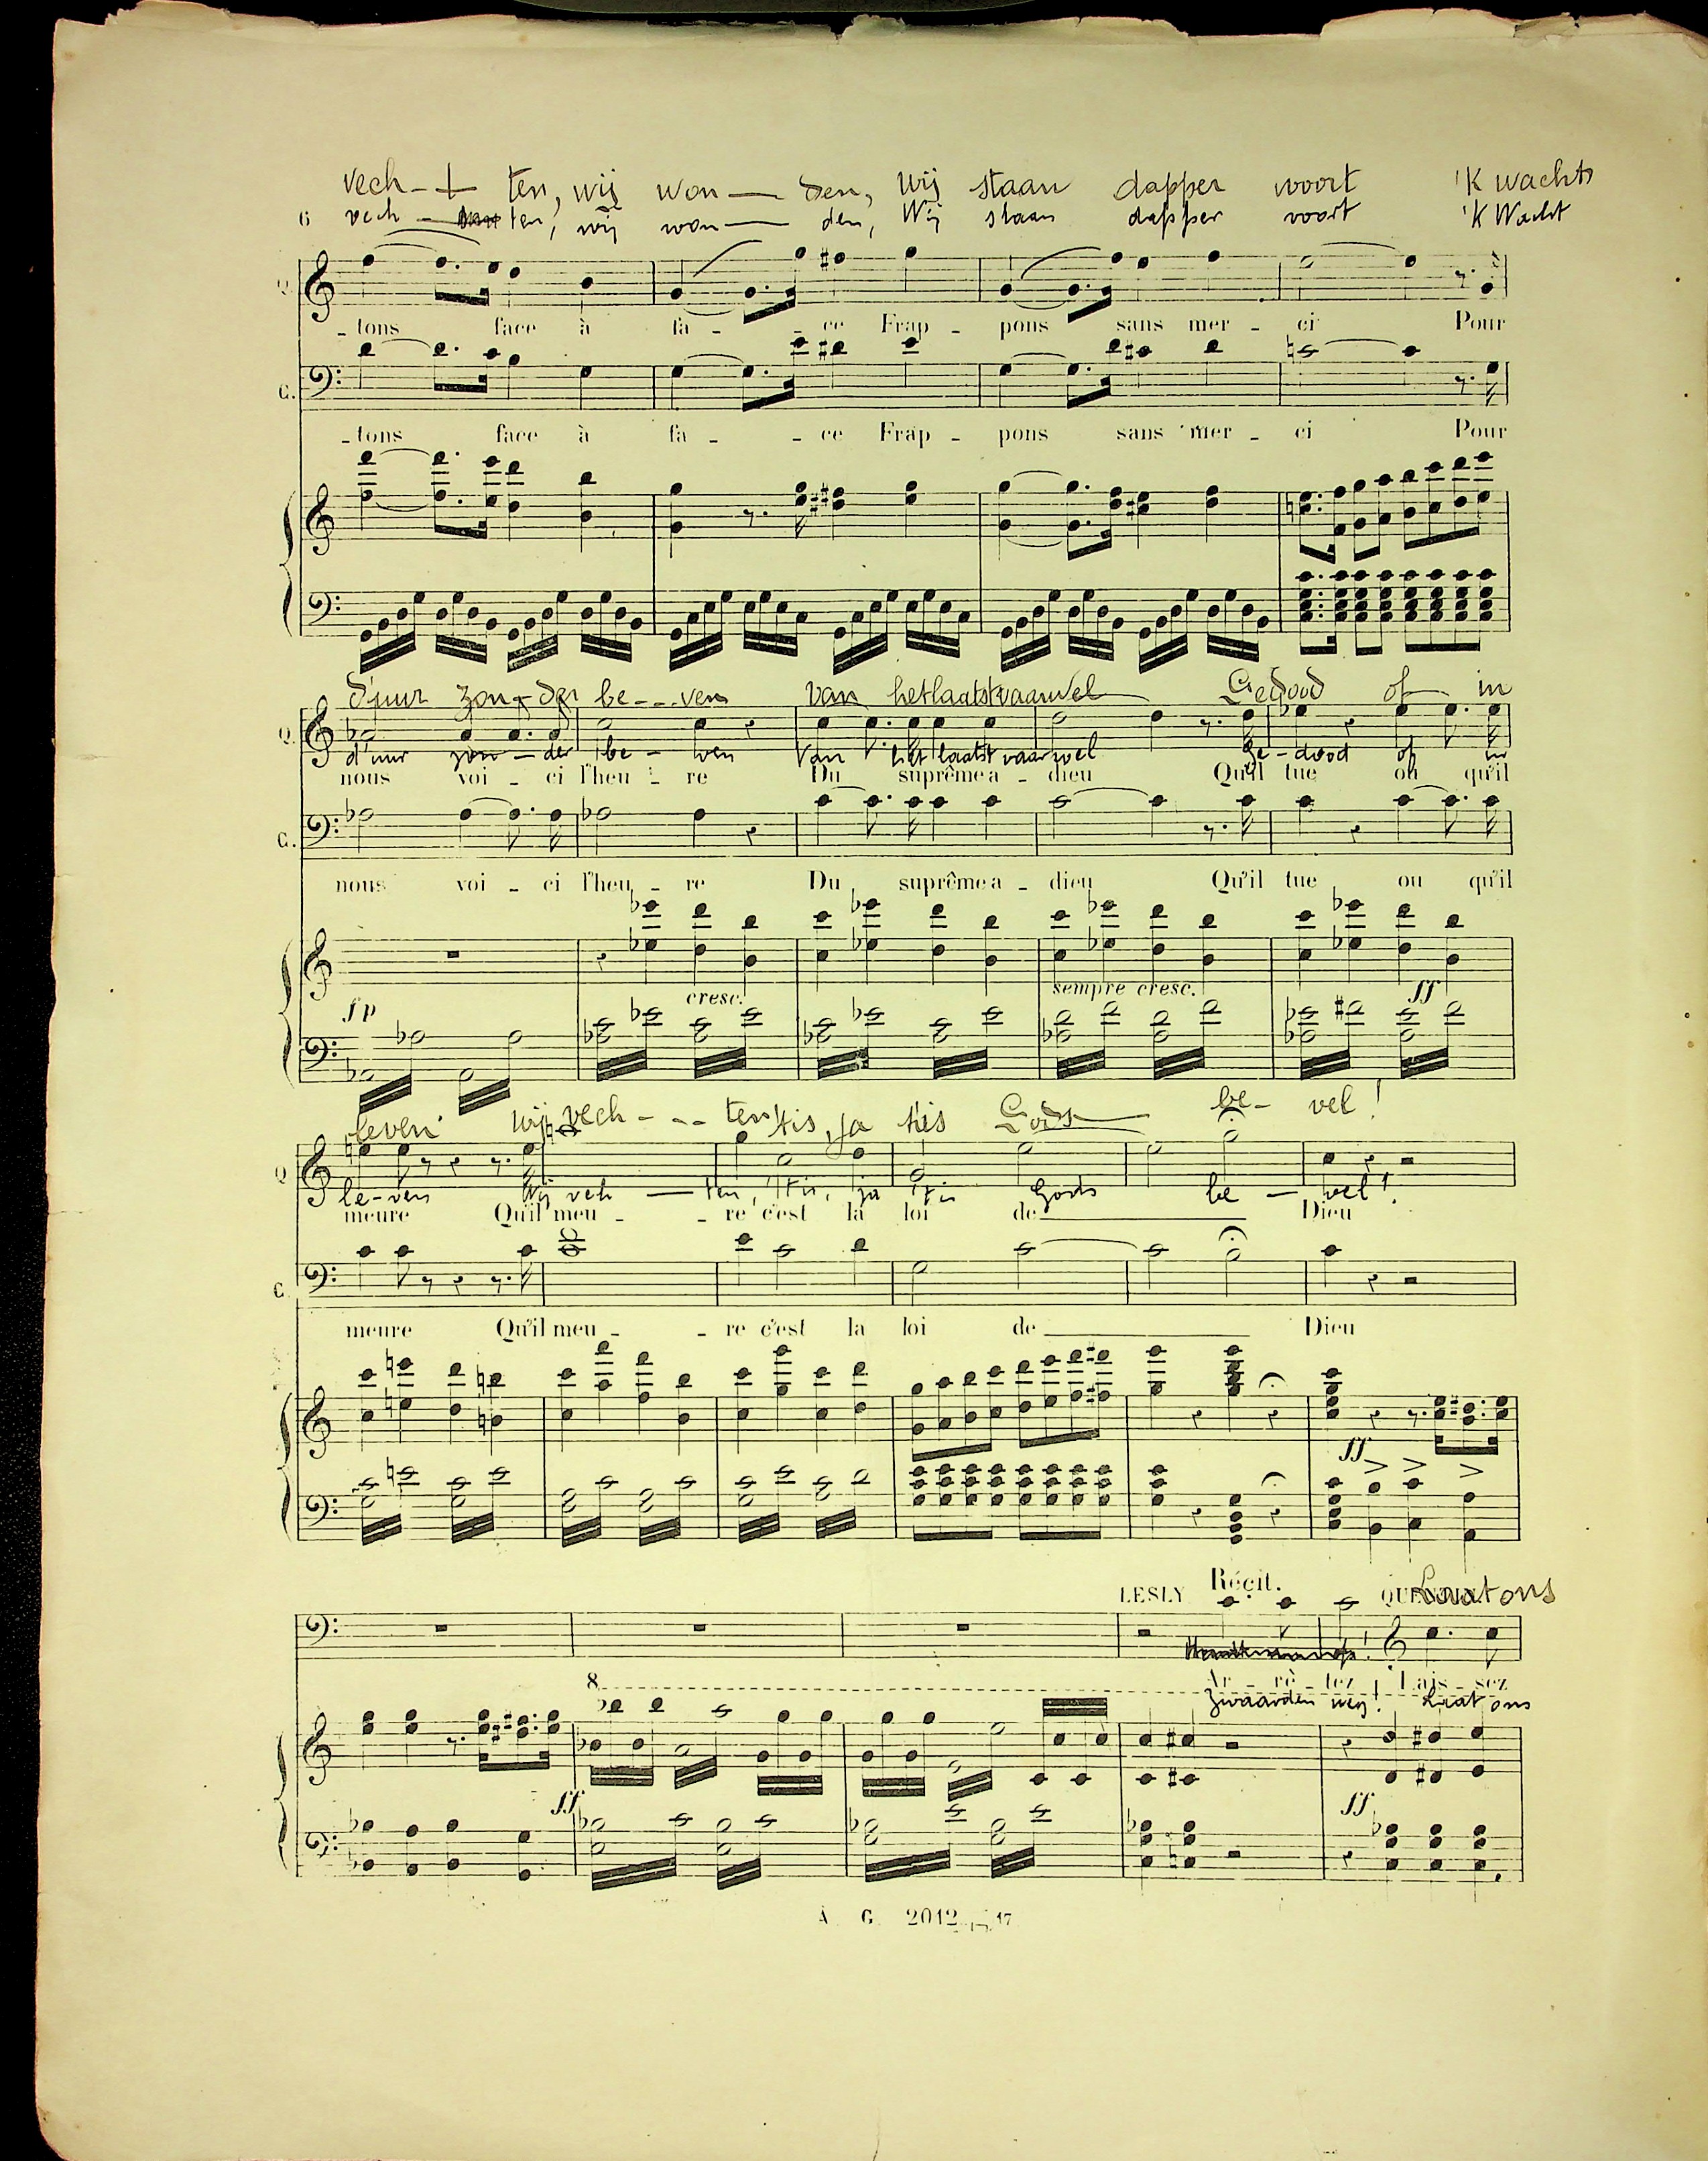 vech - ten, wij won — den, Wij staan dapper voort 'K wacht
6 vech — ten, wij won — den, Wij staan dapper voort 'K Wacht
Q.
_ tons face à fa _ _ ce Frap _ pons sans mer _ ci Pour
G.
_ tons face à fa _ _ ce Frap _ pons sans mer _ ci Pour
d'uur zon - der be - - - ven Van het laatst vaarwel Gedood of in
Q.
d'uur zon — der be - ven Van het laatst vaarwel Ge - dood of in
nous voi _ ci l'heu _ re Du suprême a _ dieu Qu'il tue ou qu'il
G.
nous voi _ ci l'heu _ re Du suprême a _ dieu Qu'il tue ou qu'il
fp cresc. sempre cresc. ff
leven Wij vech - - - ten 't is, ja 't is Gods be - vel!
Q
le - ven Wij vech — ten, 't is, ja 't is Gods be — vel!
meure Qu'il meu _ _ re c'est la loi de Dieu
G
meure Qu'il meu _ _ re c'est la loi de Dieu
ff
LESLY Récit. Laat ons
Ar _ rê _ tez! Lais _ sez
8
Zwaarden weg! Laat ons
ff ff
A G 2012 17